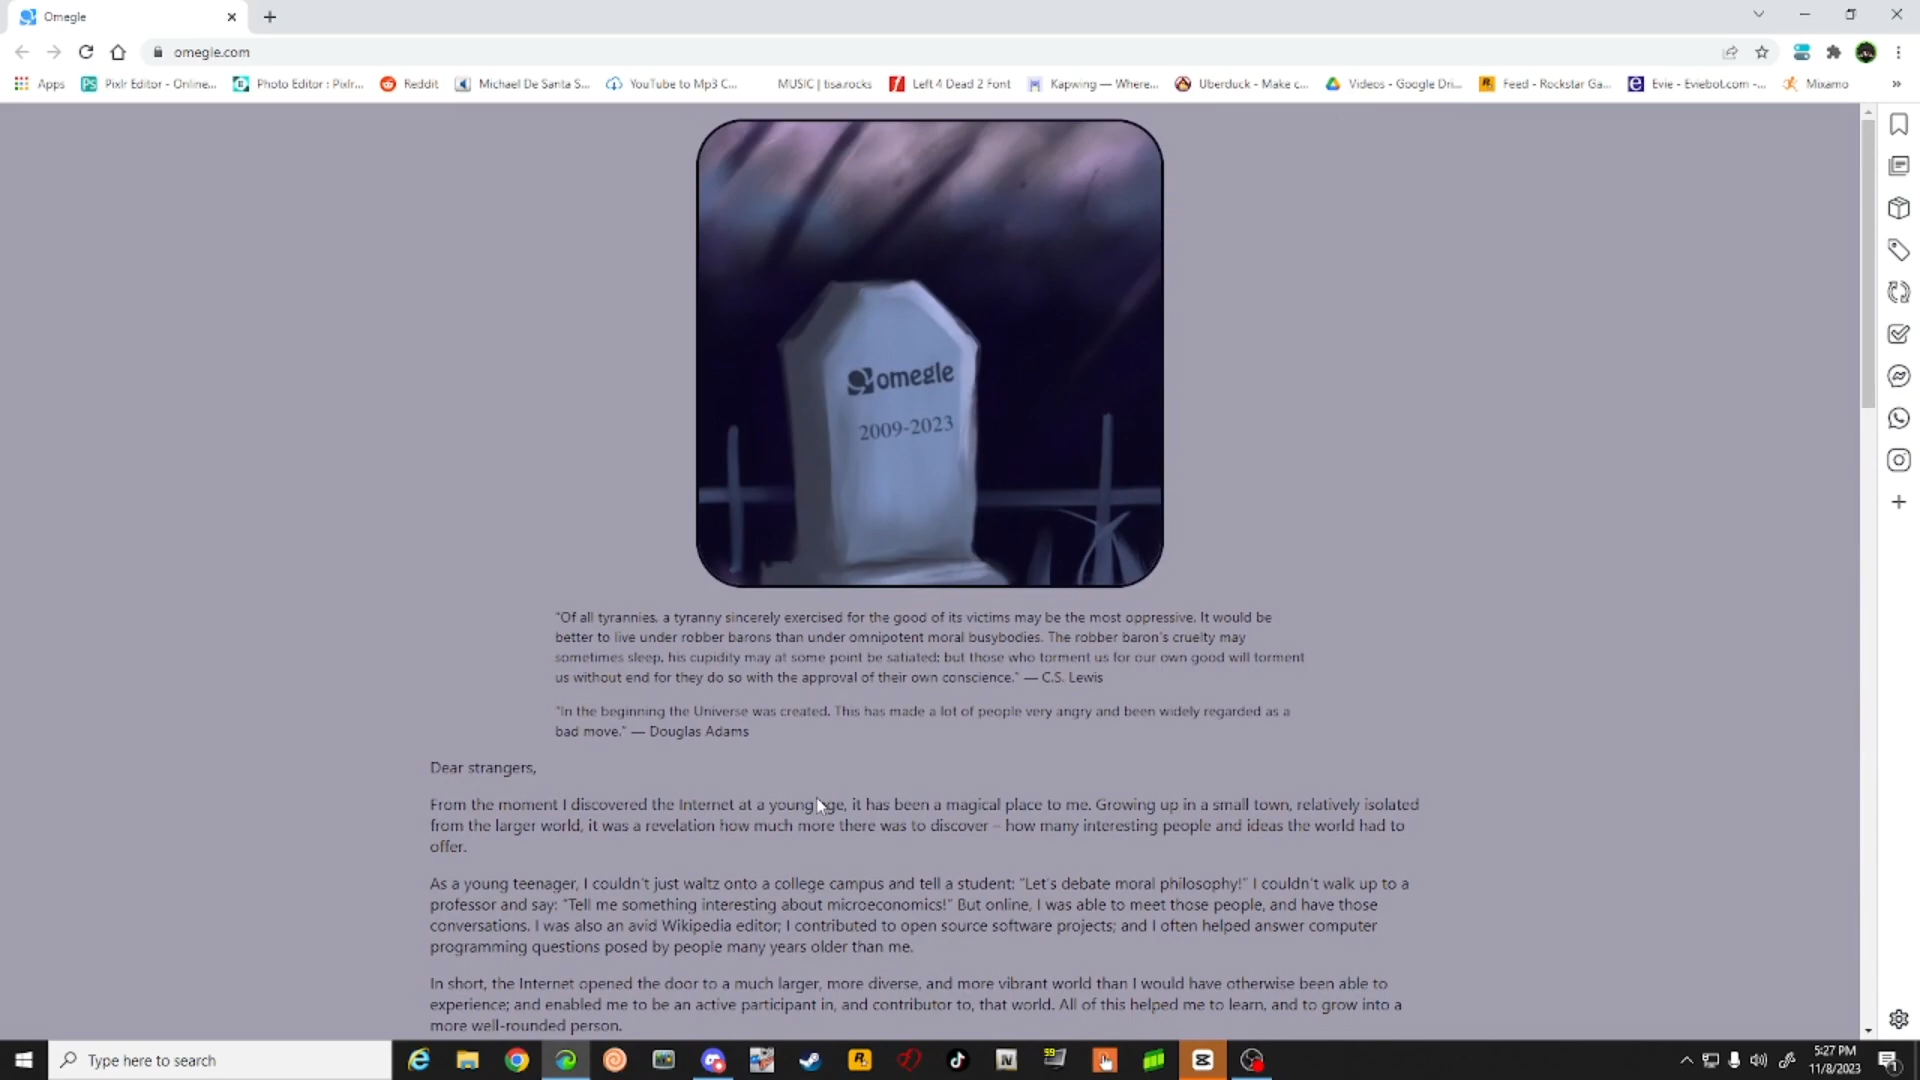 Omegle
omegle.com
Apps
Pixlr Editor - Online...
Photo Editor : Pixlr...
Reddit
Michael De Santa S...
YouTube to Mp3 C...
MUSIC | tisa.rocks
Left 4 Dead 2 Font
Kapwing — Where...
Uberduck - Make c...
Videos - Google Dri...
Feed - Rockstar Ga...
Evie - Eviebot.com -...
Mixamo
omegle
2009-2023
“Of all tyrannies, a tyranny sincerely exercised for the good of its victims may be the most oppressive. It would be
better to live under robber barons than under omnipotent moral busybodies. The robber baron's cruelty may
sometimes sleep, his cupidity may at some point be satiated; but those who torment us for our own good will torment
us without end for they do so with the approval of their own conscience.” — C.S. Lewis
“In the beginning the Universe was created. This has made a lot of people very angry and been widely regarded as a
bad move.” — Douglas Adams
Dear strangers,
From the moment I discovered the Internet at a young age, it has been a magical place to me. Growing up in a small town, relatively isolated
from the larger world, it was a revelation how much more there was to discover – how many interesting people and ideas the world had to
offer.
As a young teenager, I couldn't just waltz onto a college campus and tell a student: “Let's debate moral philosophy!” I couldn't walk up to a
professor and say: “Tell me something interesting about microeconomics!” But online, I was able to meet those people, and have those
conversations. I was also an avid Wikipedia editor; I contributed to open source software projects; and I often helped answer computer
programming questions posed by people many years older than me.
In short, the Internet opened the door to a much larger, more diverse, and more vibrant world than I would have otherwise been able to
experience; and enabled me to be an active participant in, and contributor to, that world. All of this helped me to learn, and to grow into a
more well-rounded person.
Type here to search
59
5:27 PM
11/8/2023
1